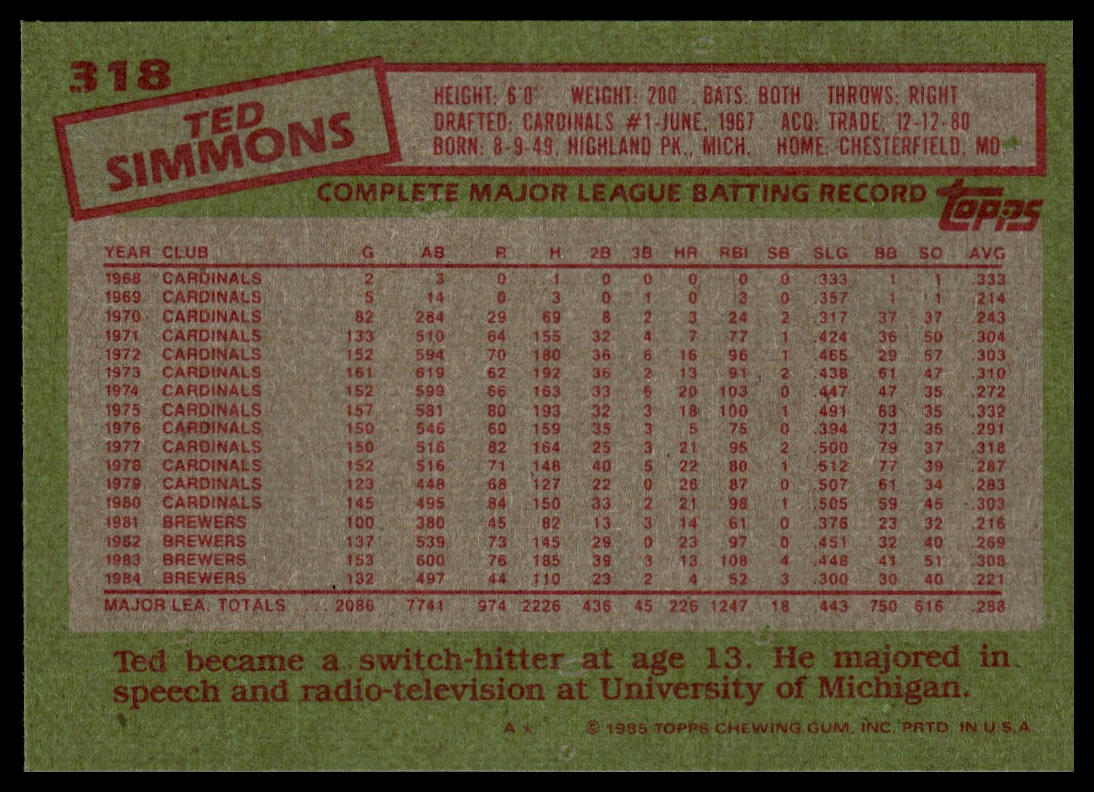 318
TED
SIMMONS
HEIGHT: 6'0" WEIGHT: 200 BATS: BOTH THROWS: RIGHT
DRAFTED: CARDINALS #1-JUNE, 1967 ACQ: TRADE, 12-12-80
BORN: 8-9-49, HIGHLAND PK., MICH. HOME: CHESTERFIELD, MO.
COMPLETE MAJOR LEAGUE BATTING RECORD
topps
YEAR CLUB G AB R H 2B 3B HR RBI SB SLG BB SO AVG
1968 CARDINALS 2 3 0 1 0 0 0 0 0 .333 1 1 .333
1969 CARDINALS 5 14 0 3 0 1 0 3 0 .357 1 1 .214
1970 CARDINALS 82 284 29 69 8 2 3 24 2 .317 37 37 .243
1971 CARDINALS 133 510 64 155 32 4 7 77 1 .424 36 50 .304
1972 CARDINALS 152 594 70 180 36 6 16 96 1 .465 29 57 .303
1973 CARDINALS 161 619 62 192 36 2 13 91 2 .438 61 47 .310
1974 CARDINALS 152 599 66 163 33 6 20 103 0 .447 47 35 .272
1975 CARDINALS 157 581 80 193 32 3 18 100 1 .491 63 35 .332
1976 CARDINALS 150 546 60 159 35 3 5 75 0 .394 73 35 .291
1977 CARDINALS 150 516 82 164 25 3 21 95 2 .500 79 37 .318
1978 CARDINALS 152 516 71 148 40 5 22 80 1 .512 77 39 .287
1979 CARDINALS 123 448 68 127 22 0 26 87 0 .507 61 34 .283
1980 CARDINALS 145 495 84 150 33 2 21 98 1 .505 59 45 .303
1981 BREWERS 100 380 45 82 13 3 14 61 0 .376 23 32 .216
1982 BREWERS 137 539 73 145 29 0 23 97 0 .451 32 40 .269
1983 BREWERS 153 600 76 185 39 3 13 108 4 .448 41 51 .308
1984 BREWERS 132 497 44 110 23 2 4 52 3 .300 30 40 .221
MAJOR LEA. TOTALS ... 2086 7741 974 2226 436 45 226 1247 18 .443 750 616 .288
Ted became a switch-hitter at age 13. He majored in
speech and radio-television at University of Michigan.
A* © 1985 TOPPS CHEWING GUM, INC. PRTD. IN U.S.A.